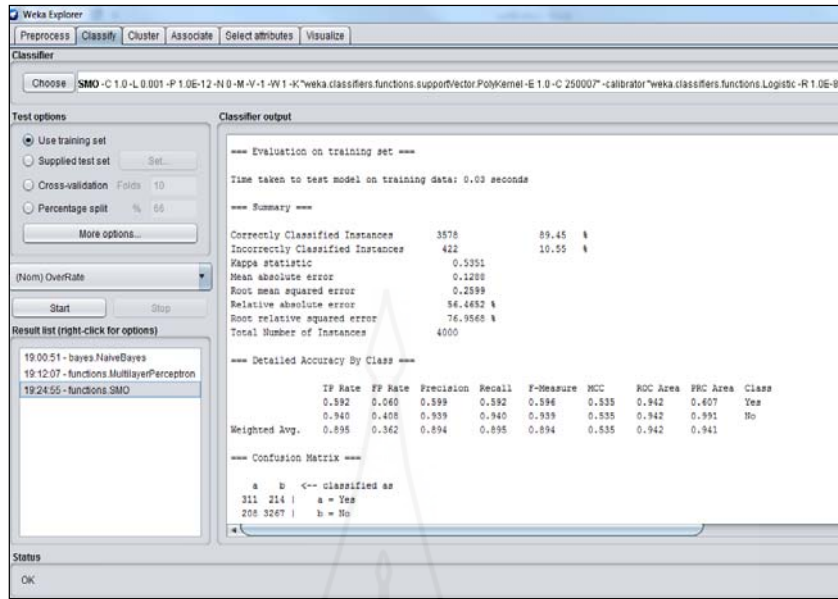 Weka Explorer
Preprocess Classify Cluster Associate Select attributes Visualize
Classifier
Choose SMO -C 1.0 -L 0.001 -P 1.0E-12 -N 0 -M -V -1 -W 1 -K "weka.classifiers.functions.supportVector.PolyKernel -E 1.0 -C 250007" -calibrator "weka.classifiers.functions.Logistic -R 1.0E-8
Test options
Use training set
Supplied test set Set...
Cross-validation Folds 10
Percentage split % 66
More options...
(Nom) OverRate
Start Stop
Result list (right-click for options)
19:00:51 - bayes.NaiveBayes
19:12:07 - functions.MultilayerPerceptron
19:24:55 - functions.SMO
Classifier output
=== Evaluation on training set ===
Time taken to test model on training data: 0.03 seconds
=== Summary ===
Correctly Classified Instances 3578 89.45 %
Incorrectly Classified Instances 422 10.55 %
Kappa statistic 0.5351
Mean absolute error 0.1288
Root mean squared error 0.2599
Relative absolute error 56.4652 %
Root relative squared error 76.9568 %
Total Number of Instances 4000
=== Detailed Accuracy By Class ===
TP Rate FP Rate Precision Recall F-Measure MCC ROC Area PRC Area Class
0.592 0.060 0.599 0.592 0.596 0.535 0.942 0.607 Yes
0.940 0.408 0.939 0.940 0.939 0.535 0.942 0.991 No
Weighted Avg. 0.895 0.362 0.894 0.895 0.894 0.535 0.942 0.941
=== Confusion Matrix ===
a b <-- classified as
311 214 | a = Yes
208 3267 | b = No
Status
OK